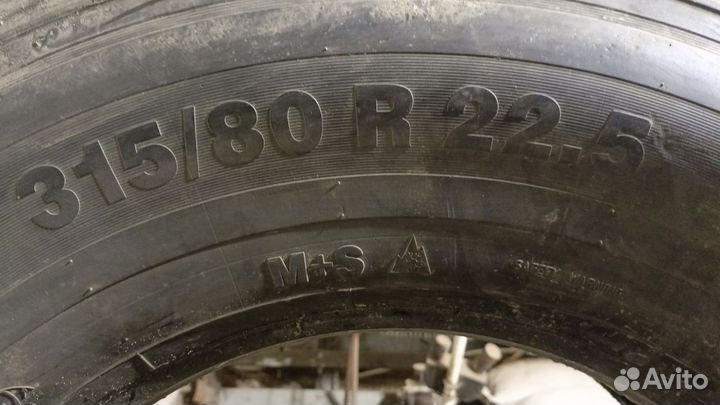 315/80 R 22.5
M+S
SAFETY WARNING
Avito